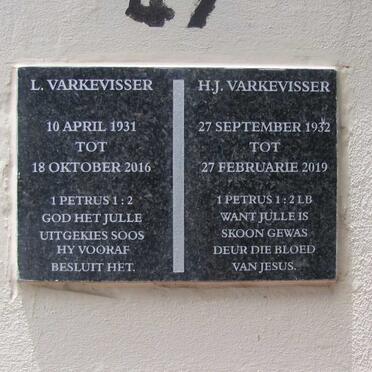 L. VARKEVISSER
10 APRIL 1931
TOT
18 OKTOBER 2016
1 PETRUS 1 : 2
GOD HET JULLE
UITGEKIES SOOS
HY VOORAF
BESLUIT HET.
H.J. VARKEVISSER
27 SEPTEMBER 1932
TOT
27 FEBRUARIE 2019
1 PETRUS 1 : 2 LB
WANT JULLE IS
SKOON GEWAS
DEUR DIE BLOED
VAN JESUS.